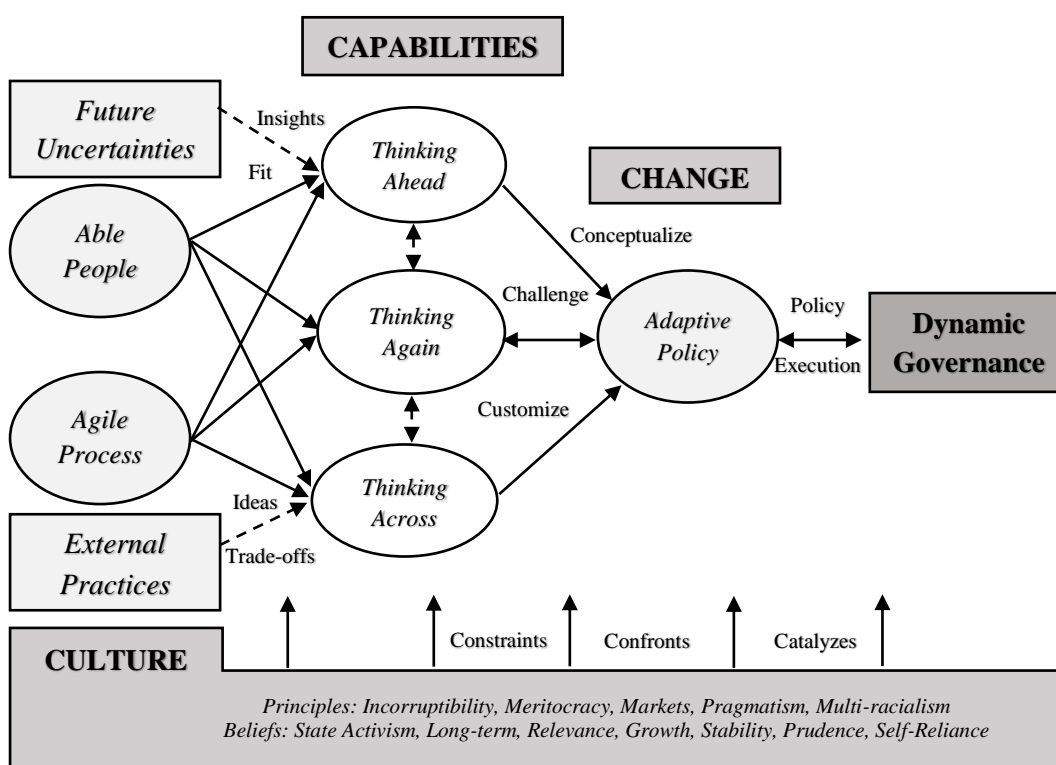 CAPABILITIES
Future
Uncertainties
Insights
Thinking
Ahead
Fit
CHANGE
Able
People
Conceptualize
Challenge
Thinking
Again
Adaptive
Policy
Policy
Execution
Dynamic
Governance
Agile
Process
Customize
Thinking
Across
Ideas
Trade-offs
External
Practices
Constraints
Confronts
Catalyzes
CULTURE
Principles: Incorruptibility, Meritocracy, Markets, Pragmatism, Multi-racialism
Beliefs: State Activism, Long-term, Relevance, Growth, Stability, Prudence, Self-Reliance